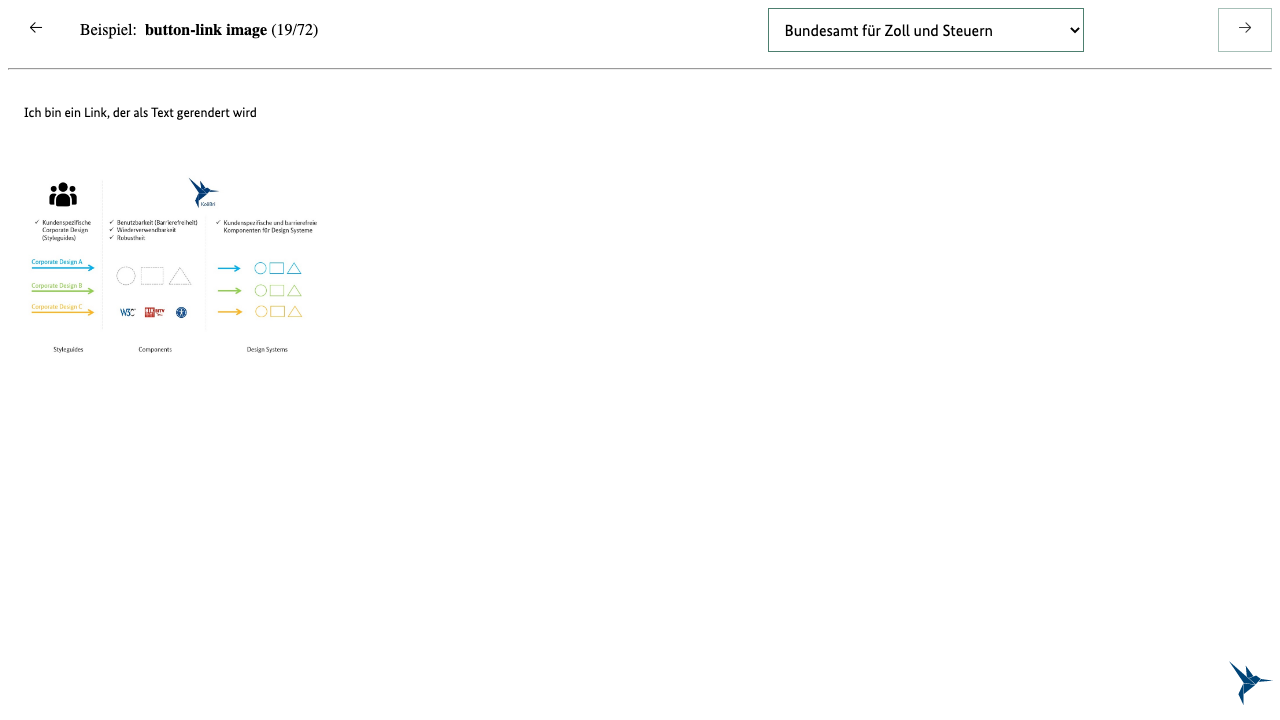 Beispiel: button-link image (19/72)
Bundesamt für Zoll und Steuern
Ich bin ein Link, der als Text gerendert wird
KoliBri
✓ Kundenspezifische
Corporate Design
(Styleguides)
✓ Benutzbarkeit (Barrierefreiheit)
✓ Wiederverwendbarkeit
✓ Robustheit
✓ Kundenspezifische und barrierefreie
Komponenten für Design Systeme
Corporate Design A
Corporate Design B
Corporate Design C
W3C
BITV
Styleguides
Components
Design Systems